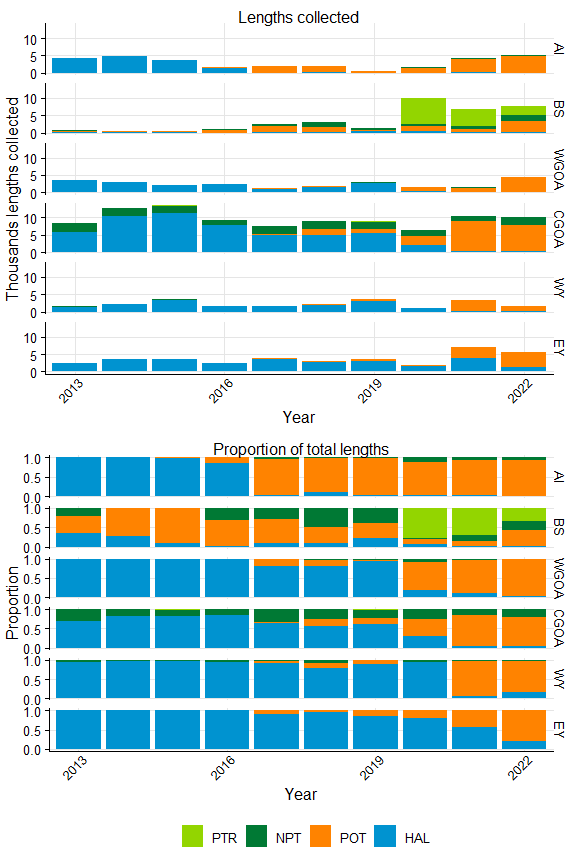 Lengths collected
Thousands lengths collected
10
5
0
AI
10
5
0
BS
10
5
0
WGOA
10
5
0
CGOA
10
5
0
WY
10
5
0
EY
2013
2016
2019
2022
Year
Proportion of total lengths
Proportion
1.0
0.5
0.0
AI
1.0
0.5
0.0
BS
1.0
0.5
0.0
WGOA
1.0
0.5
0.0
CGOA
1.0
0.5
0.0
WY
1.0
0.5
0.0
EY
2013
2016
2019
2022
Year
PTR NPT POT HAL